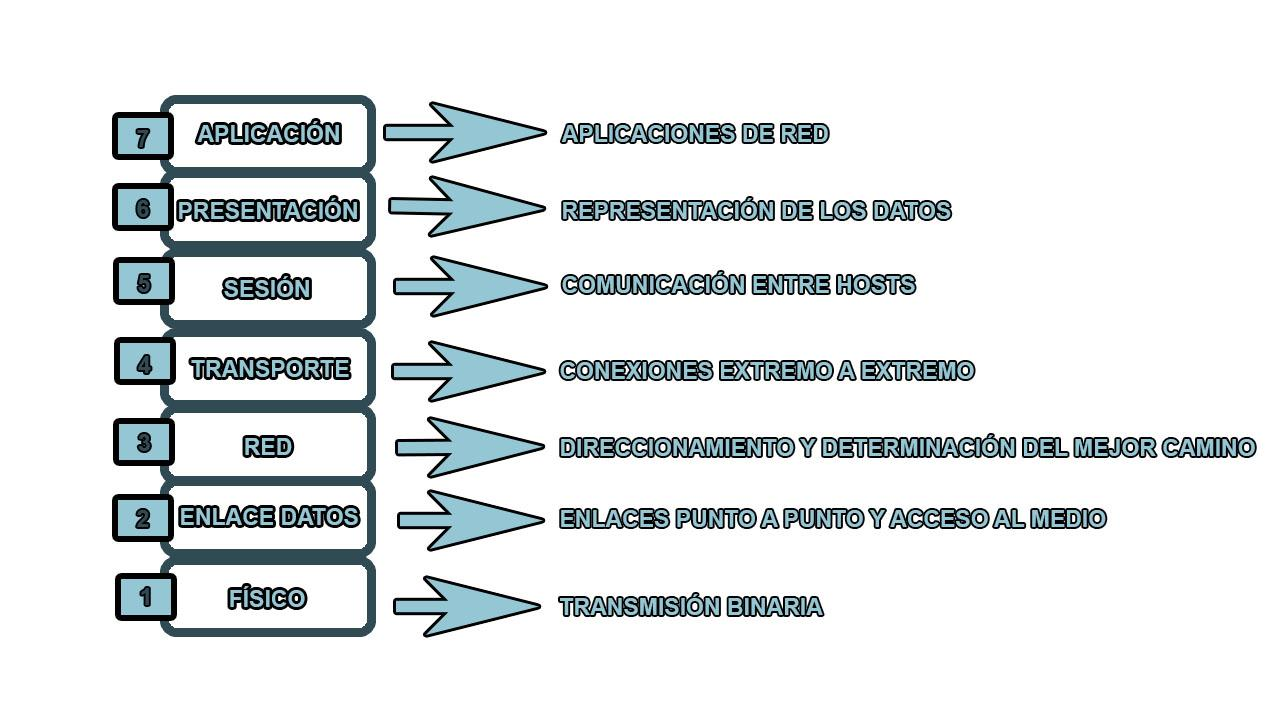 7 APLICACIÓN APLICACIONES DE RED
6 PRESENTACIÓN REPRESENTACIÓN DE LOS DATOS
5 SESIÓN COMUNICACIÓN ENTRE HOSTS
4 TRANSPORTE CONEXIONES EXTREMO A EXTREMO
3 RED DIRECCIONAMIENTO Y DETERMINACIÓN DEL MEJOR CAMINO
2 ENLACE DATOS ENLACES PUNTO A PUNTO Y ACCESO AL MEDIO
1 FÍSICO TRANSMISIÓN BINARIA